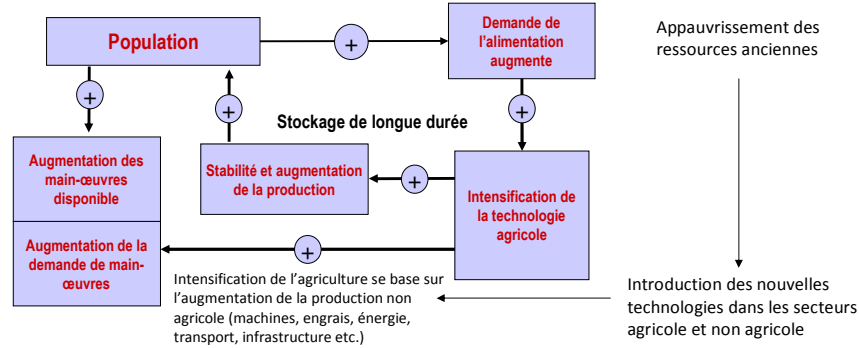 Population
+
Demande de
l'alimentation
augmente
Appauvrissement des
ressources anciennes
+
+
+
Stockage de longue durée
Augmentation des
main-œuvres
disponible
Stabilité et augmentation
de la production
+
Intensification de
la technologie
agricole
Augmentation de la
demande de main-
œuvres
+
Intensification de l'agriculture se base sur
l'augmentation de la production non
agricole (machines, engrais, énergie,
transport, infrastructure etc.)
Introduction des nouvelles
technologies dans les secteurs
agricole et non agricole